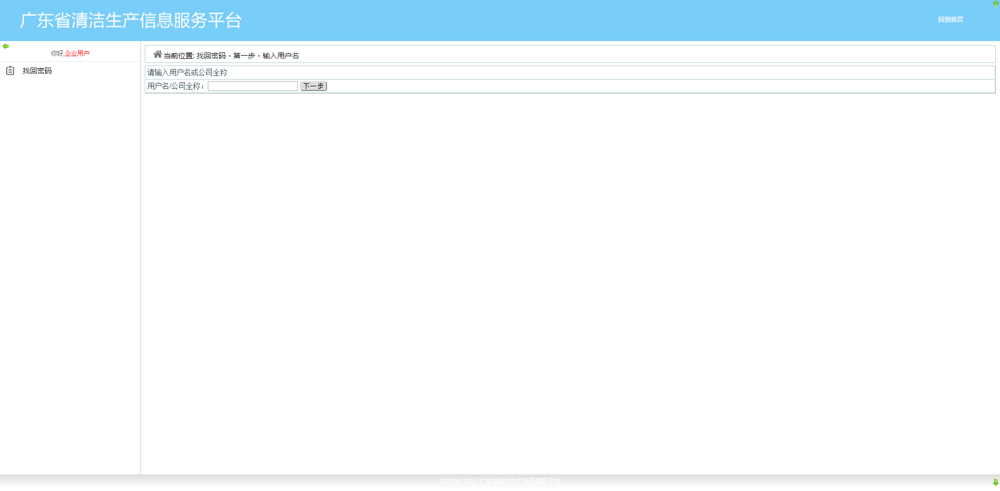 广东省清洁生产信息服务平台
回到首页
你好,企业用户
找回密码
当前位置: 找回密码 - 第一步 - 输入用户名
请输入用户名或公司全称
用户名/公司全称：
下一步
©2016-2017 广东省清洁生产信息服务平台